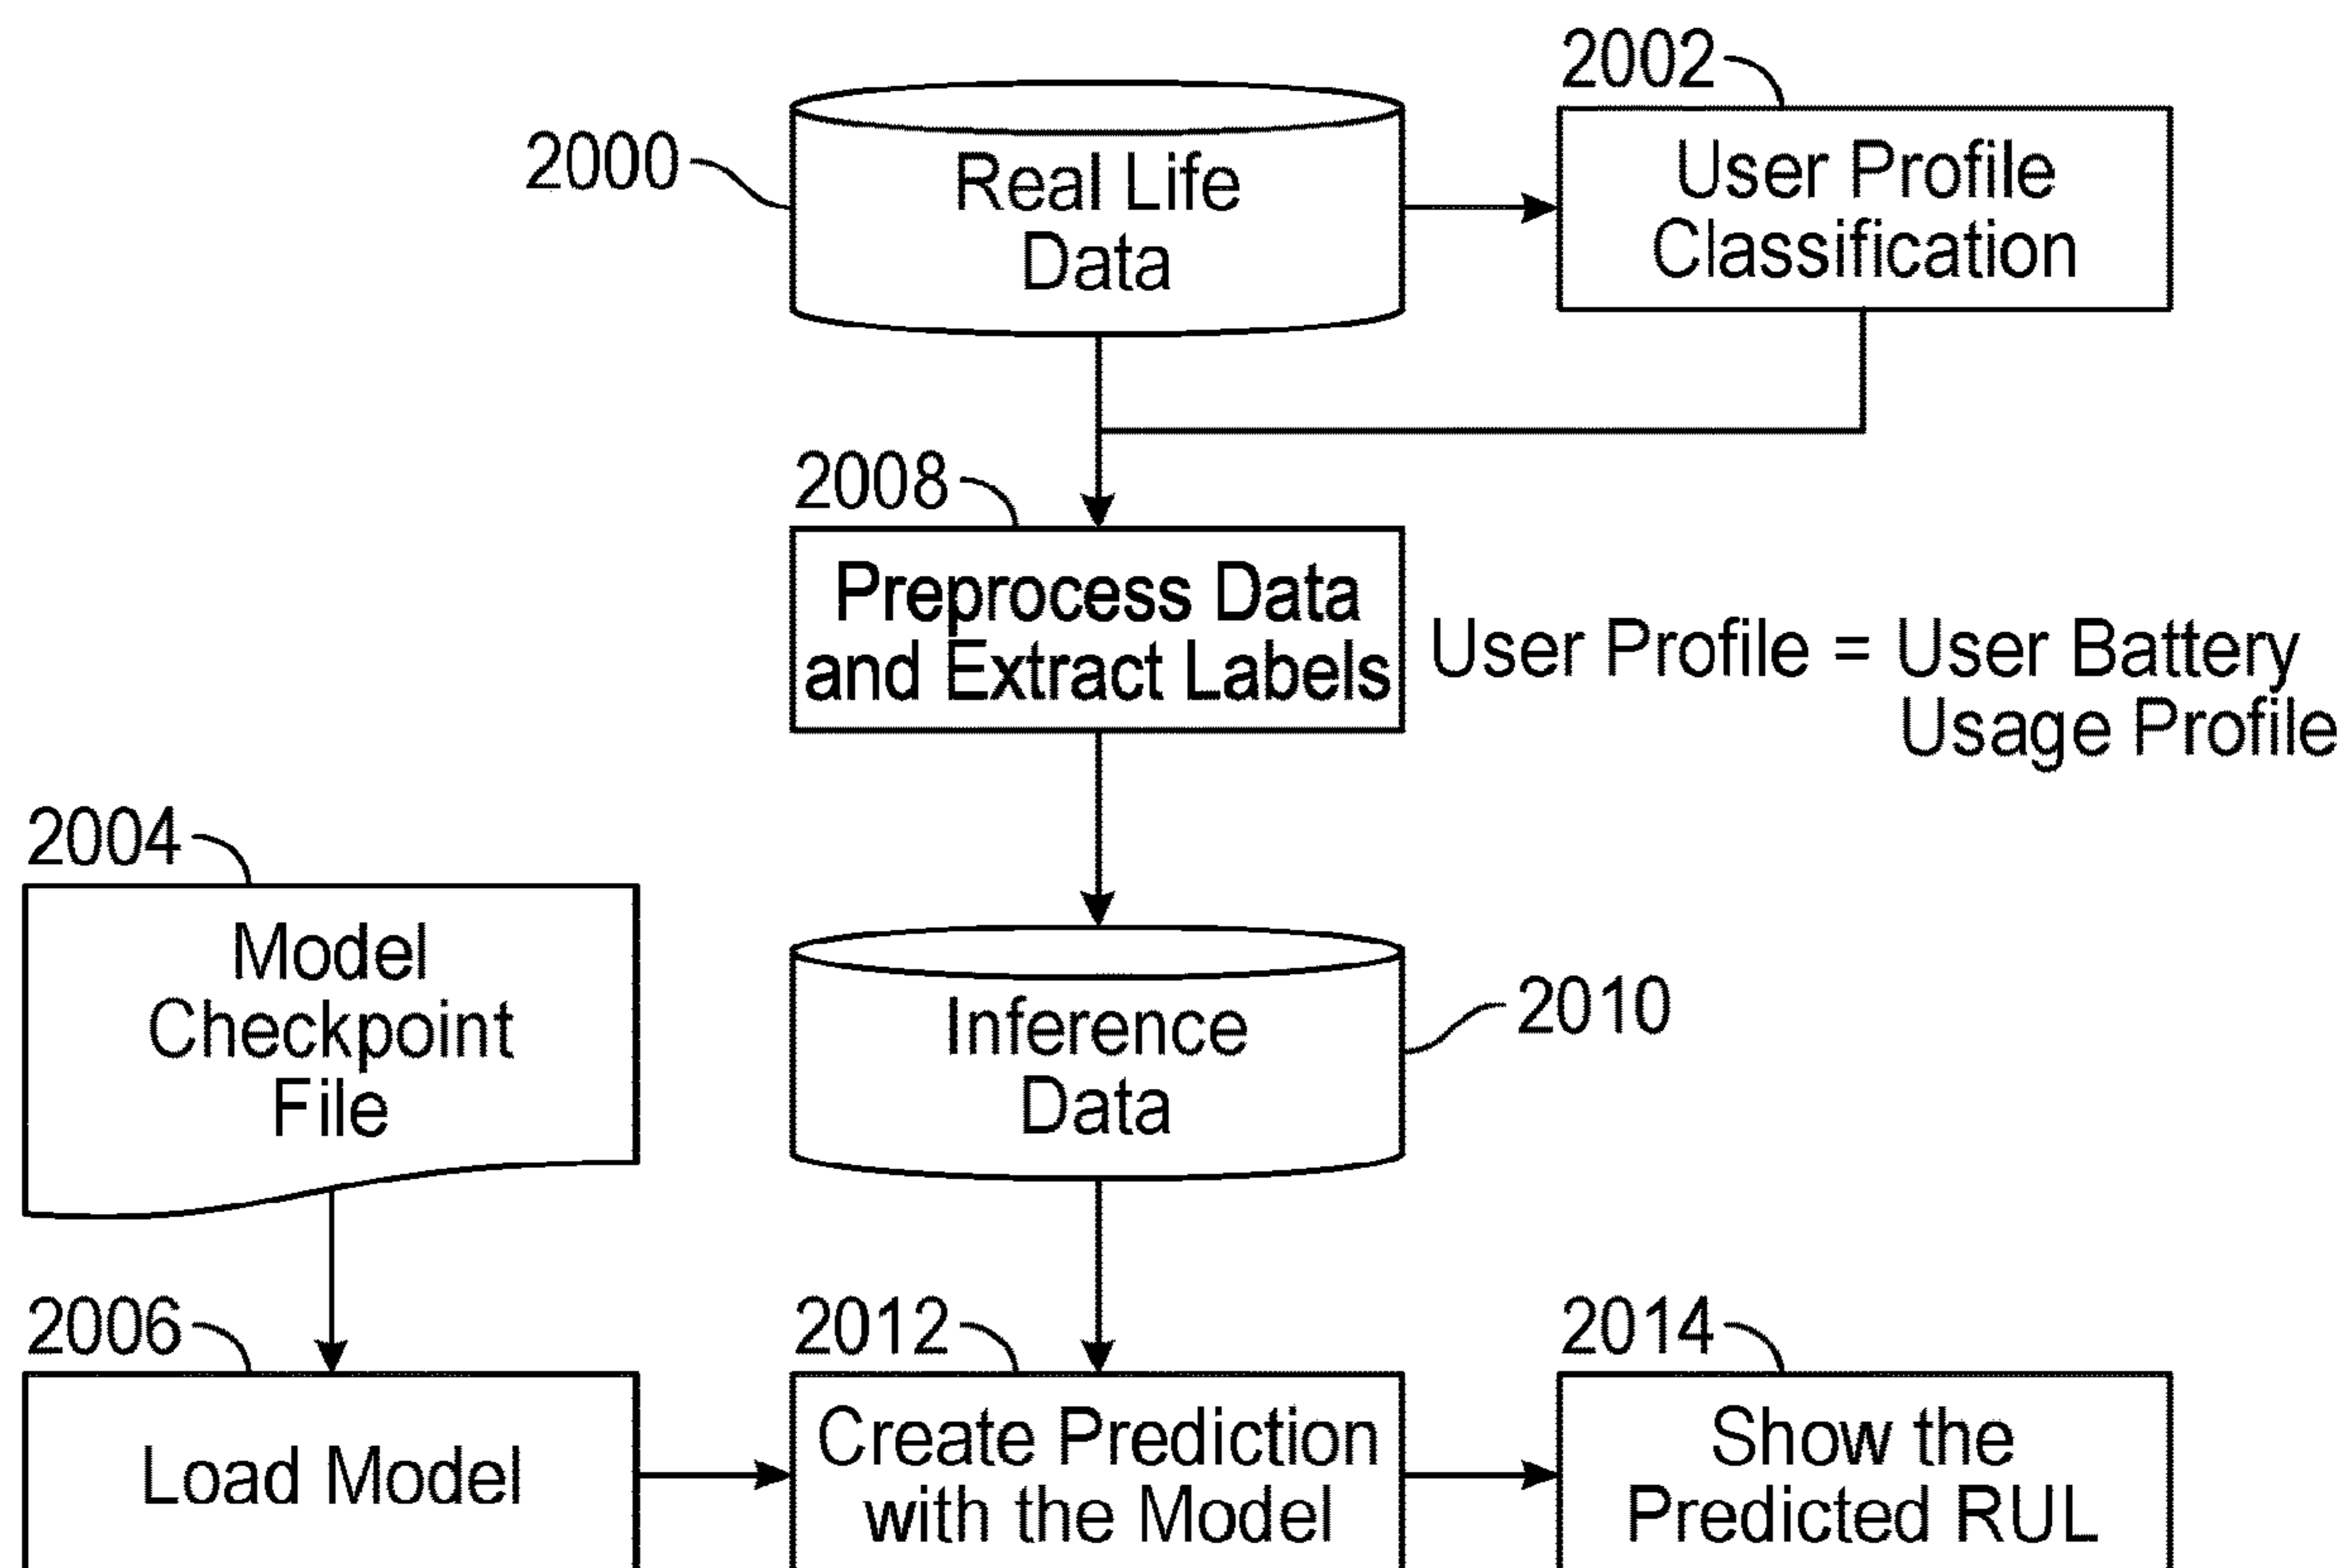 2002
2000
Real Life
Data
User Profile
Classification
2008
Preprocess Data
and Extract Labels
User Profile = User Battery
Usage Profile
2004
Model
Checkpoint
File
Inference
Data
2010
2006
Load Model
2012
Create Prediction
with the Model
2014
Show the
Predicted RUL